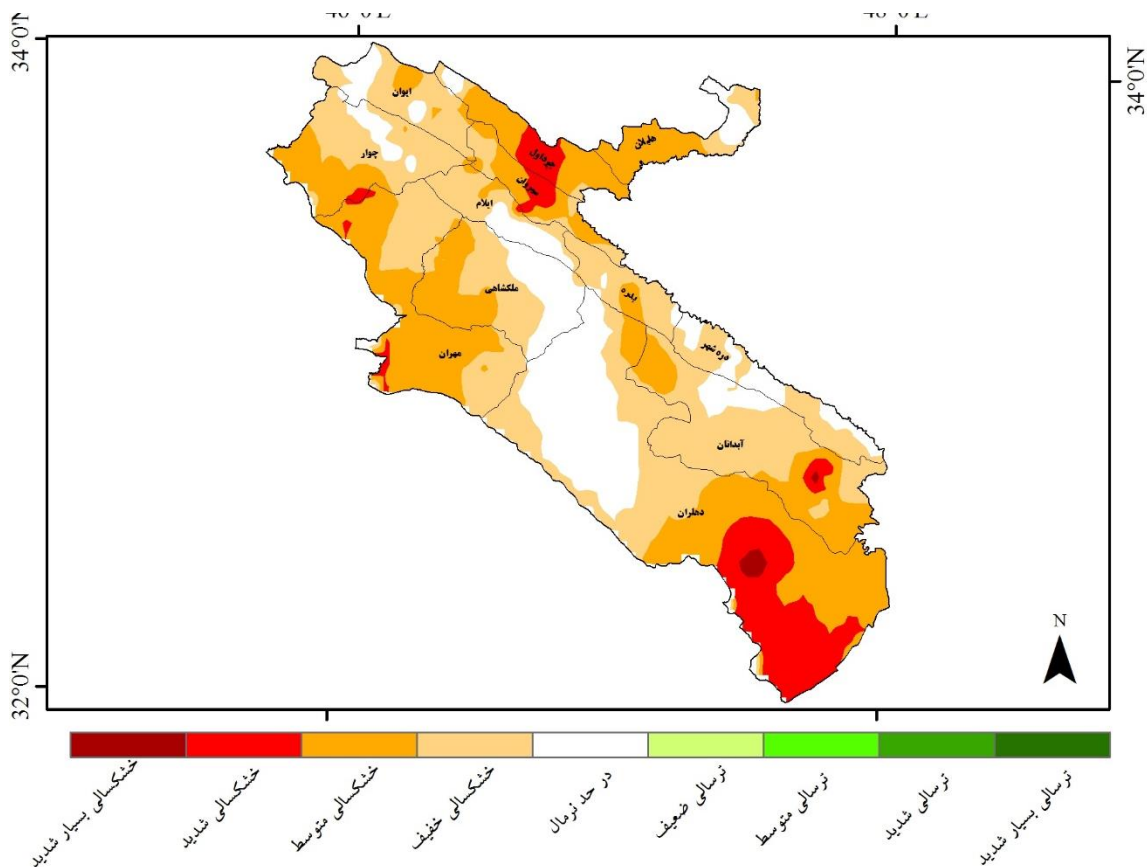 34°0'N
34°0'N
ایوان
هلیلان
چرداول
چوار
سیروان
ایلام
ملکشاهی
بدره
دره شهر
مهران
آبدانان
دهلران
N
32°0'N
خشکسالی بسیار شدید
خشکسالی شدید
خشکسالی متوسط
خشکسالی خفیف
در حد نرمال
ترسالی ضعیف
ترسالی متوسط
ترسالی شدید
ترسالی بسیار شدید